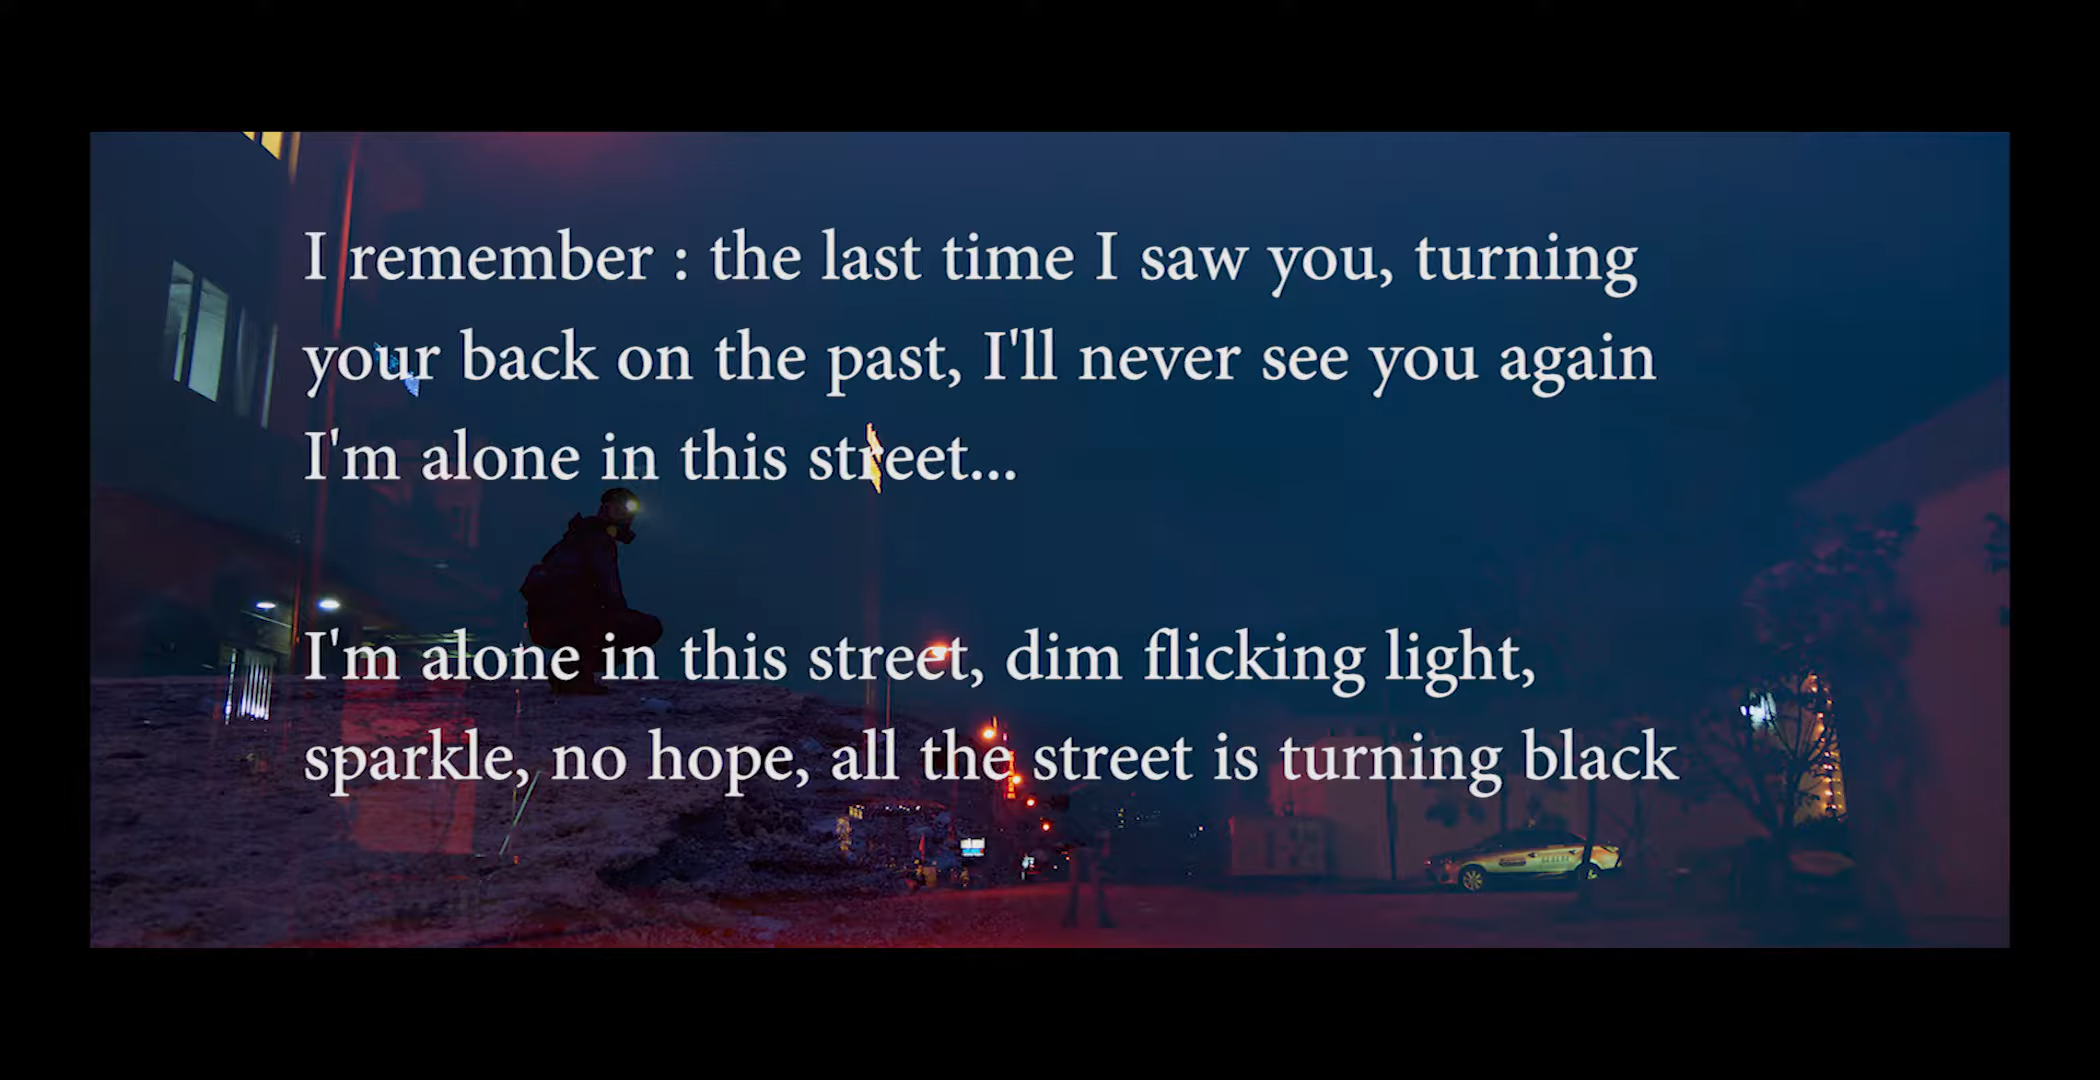 I remember : the last time I saw you, turning
your back on the past, I'll never see you again
I'm alone in this street...
I'm alone in this street, dim flicking light,
sparkle, no hope, all the street is turning black